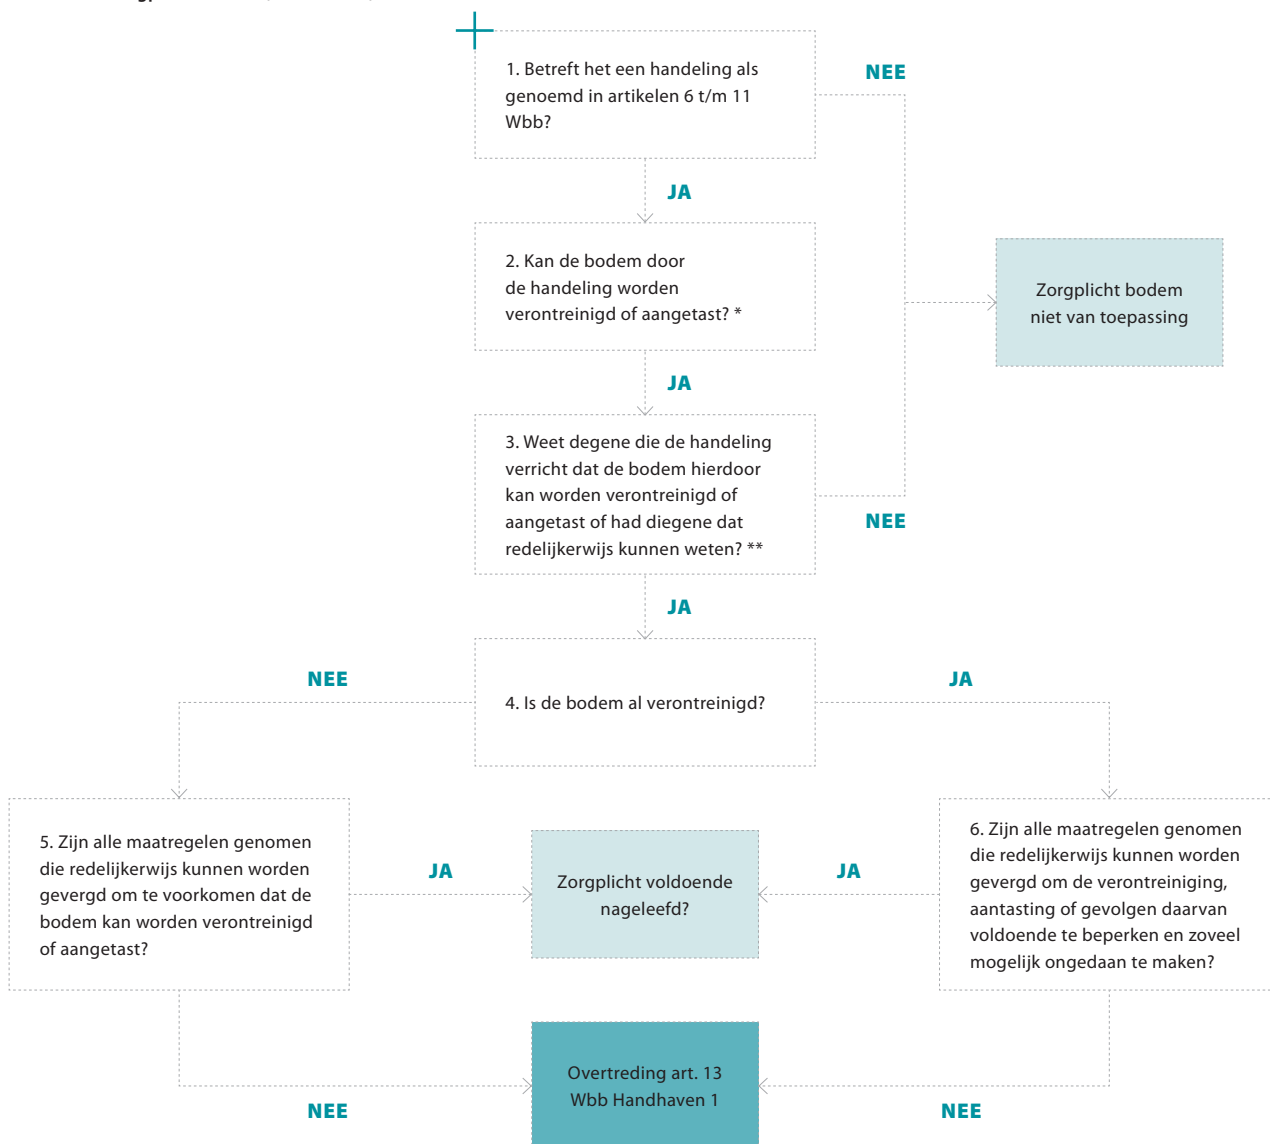 1. Betreft het een handeling als
genoemd in artikelen 6 t/m 11
Wbb?
NEE
JA
2. Kan de bodem door
de handeling worden
verontreinigd of aangetast? *
Zorgplicht bodem
niet van toepassing
JA
3. Weet degene die de handeling
verricht dat de bodem hierdoor
kan worden verontreinigd of
aangetast of had diegene dat
redelijkerwijs kunnen weten? **
NEE
JA
4. Is de bodem al verontreinigd?
NEE
JA
5. Zijn alle maatregelen genomen
die redelijkerwijs kunnen worden
gevergd om te voorkomen dat de
bodem kan worden verontreinigd
of aangetast?
JA
Zorgplicht voldoende
nageleefd?
JA
6. Zijn alle maatregelen genomen
die redelijkerwijs kunnen worden
gevergd om de verontreiniging,
aantasting of gevolgen daarvan
voldoende te beperken en zoveel
mogelijk ongedaan te maken?
NEE
Overtreding art. 13
Wbb Handhaven 1
NEE